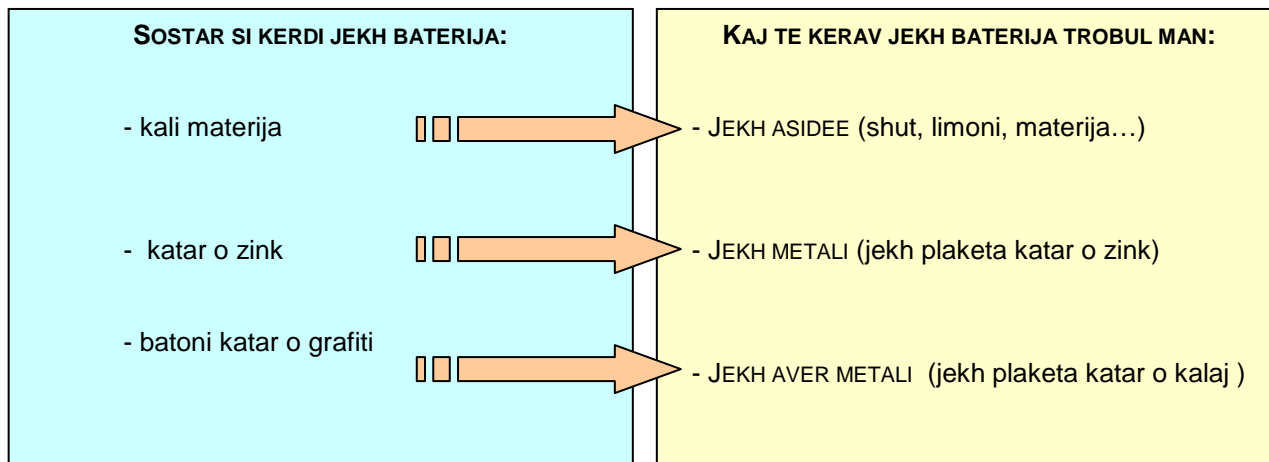 SOSTAR SI KERDI JEKH BATERIJA:
- kali materija
- katar o zink
- batoni katar o grafiti
KAJ TE KERAV JEKH BATERIJA TROBUL MAN:
- JEKH ASIDEE (shut, limoni, materija…)
- JEKH METALI (jekh plaketa katar o zink)
- JEKH AVER METALI (jekh plaketa katar o kalaj )